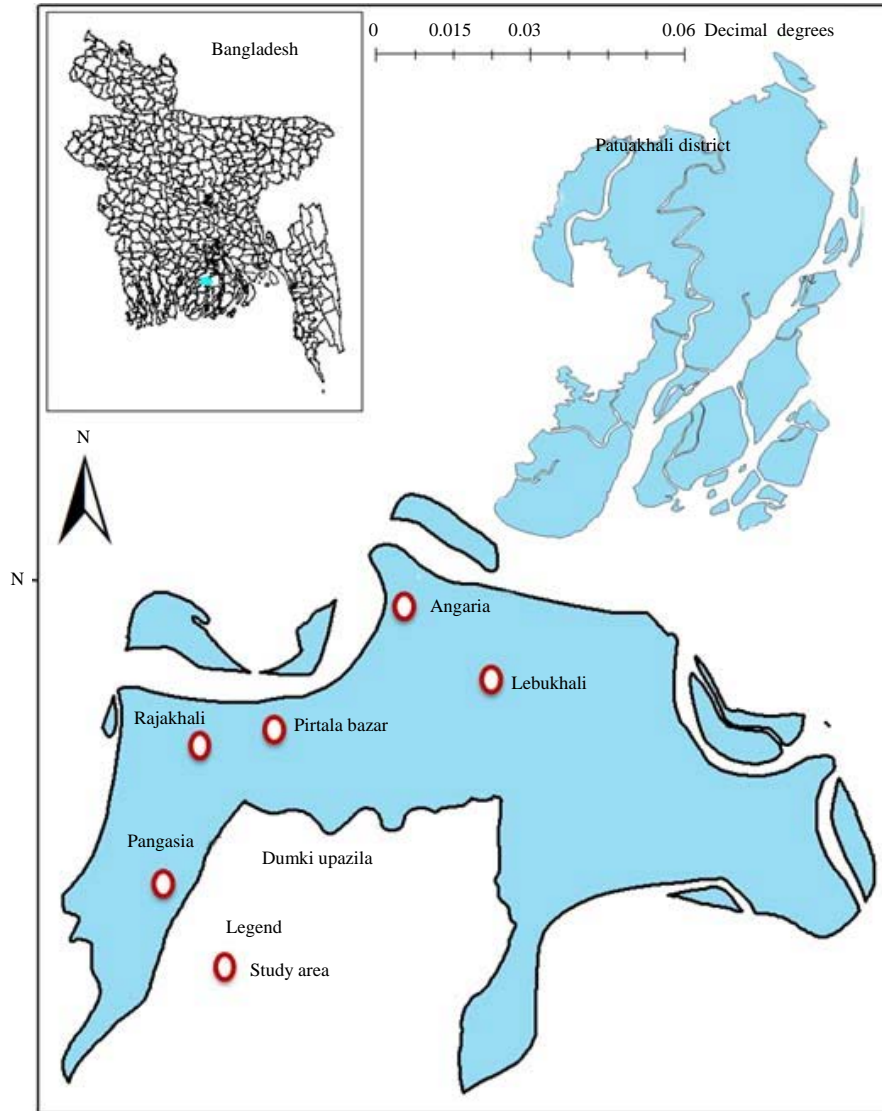 Bangladesh
0 0.015 0.03 0.06 Decimal degrees
Patuakhali district
N
N
Angaria
Lebukhali
Rajakhali
Pirtala bazar
Pangasia
Dumki upazila
Legend
Study area